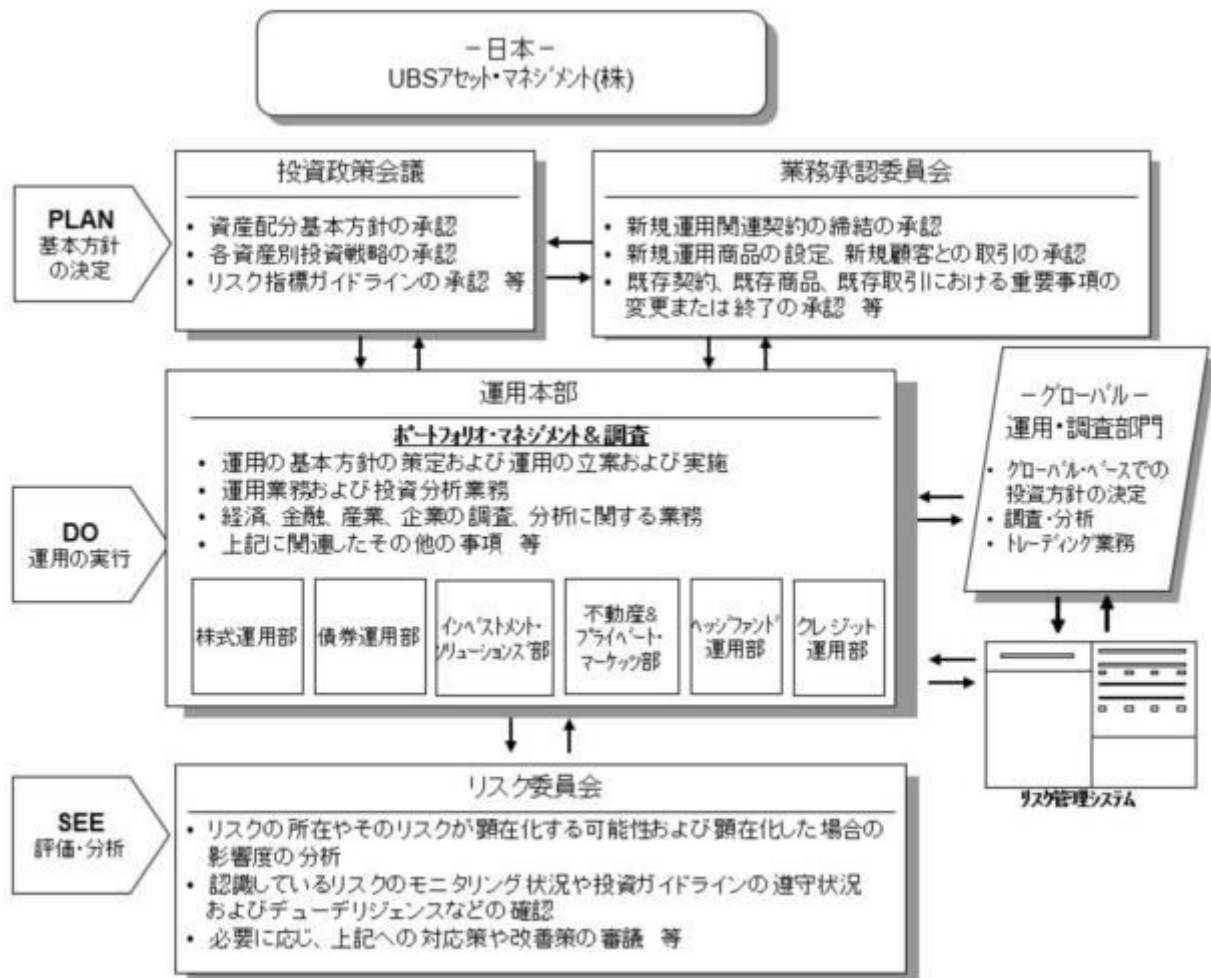 －日本－
UBSアセット・マネジメント(株)
PLAN
基本方針
の決定
投資政策会議
• 資産配分基本方針の承認
• 各資産別投資戦略の承認
• リスク指標ガイドラインの承認 等
業務承認委員会
• 新規運用関連契約の締結の承認
• 新規運用商品の設定、新規顧客との取引の承認
• 既存契約、既存商品、既存取引における重要事項の
変更または終了の承認 等
DO
運用の実行
運用本部
ポートフォリオ・マネジメント＆調査
• 運用の基本方針の策定および運用の立案および実施
• 運用業務および投資分析業務
• 経済、金融、産業、企業の調査、分析に関する業務
• 上記に関連したその他の事項 等
株式運用部
債券運用部
インベストメント・
ソリューションズ部
不動産&
プライベート・
マーケッツ部
ヘッジファンド
運用部
クレジット
運用部
－グローバル－
運用・調査部門
• グローバル・ベースでの
投資方針の決定
• 調査・分析
• トレーディング業務
リスク管理システム
SEE
評価・分析
リスク委員会
• リスクの所在やそのリスクが顕在化する可能性および顕在化した場合の
影響度の分析
• 認識しているリスクのモニタリング状況や投資ガイドラインの遵守状況
およびデューデリジェンスなどの確認
• 必要に応じ、上記への対応策や改善策の審議 等